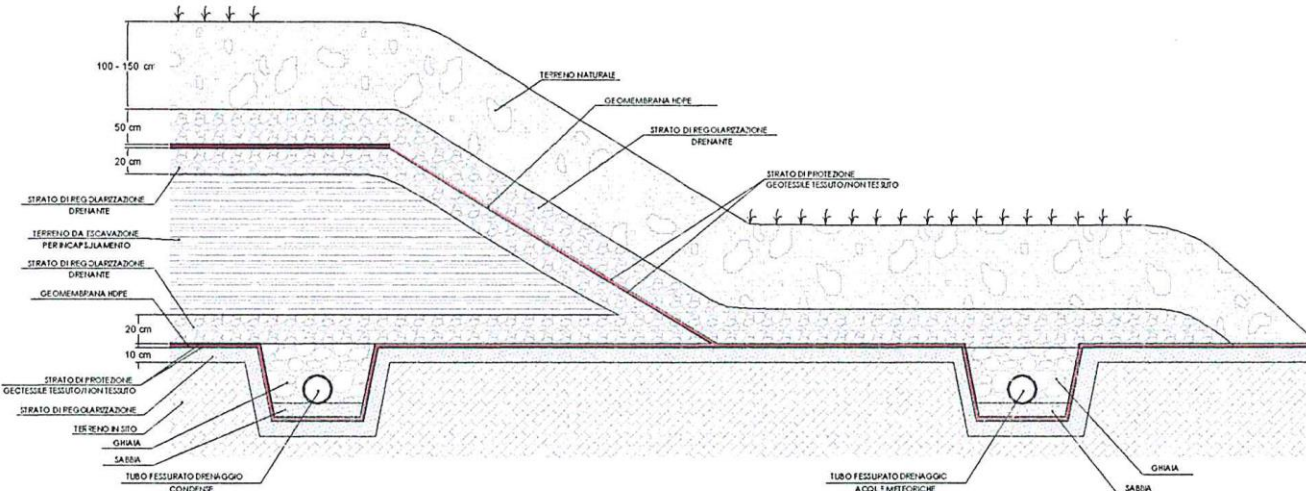 100 - 150 cm
50 cm
20 cm
TERRENO NATURALE
GEOMEMBRANA HDPE
STRATO DI REGOLARIZZAZIONE
DRENANTE
STRATO DI PROTEZIONE
GEOTESSILE TESSUTO/NON TESSUTO
STRATO DI REGOLARIZZAZIONE
DRENANTE
TERRENO DA ESCAVAZIONE
PER INCAPSULAMENTO
STRATO DI REGOLARIZZAZIONE
DRENANTE
GEOMEMBRANA HDPE
20 cm
10 cm
STRATO DI PROTEZIONE
GEOTESSILE TESSUTO/NON TESSUTO
STRATO DI REGOLARIZZAZIONE
TERRENO IN SITO
GHIAIA
SABBIA
TUBO FESSURATO DRENAGGIO
CONDENSE
TUBO FESSURATO DRENAGGIO
ACQUE METEORICHE
GHIAIA
SABBIA